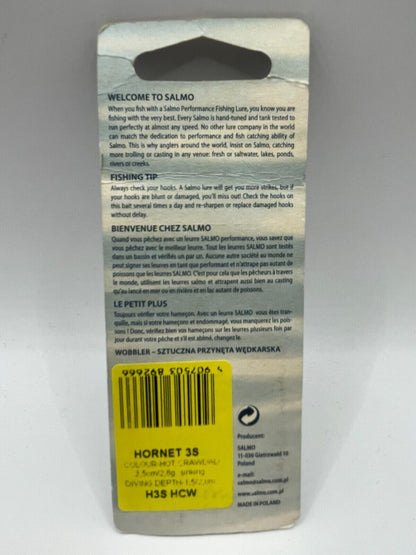 WELCOME TO SALMO
When you fish with a Salmo Performance Fishing Lure, you know you are
fishing with the very best. Every Salmo is hand-tuned and tank tested to
run perfectly at almost any speed. No other lure company in the world
can match the dedication to performance and fish catching ability of
Salmo. This is why anglers around the world, insist on Salmo, catching
more trolling or casting in any venue: fresh or saltwater, lakes, ponds,
rivers or creeks.
FISHING TIP
Always check your hooks. A Salmo lure will get you more strikes, but if
your hooks are blunt or damaged, you'll miss out! Check the hooks on
this bait several times a day and re-sharpen or replace damaged hooks
without delay.
BIENVENUE CHEZ SALMO
Quand vous pêchez avec un leurre SALMO performance, vous savez que
vous pêchez avec le meilleur leurre. Tout les leurres SALMO sont testés
dans un bassin et vérifiés un par un. Aucune autre société au monde ne
peut signer ses leurres en tant que performant et n'attrape pas autant de
poissons que les leurres SALMO. C'est pour cela que les pêcheurs à travers
le monde, utilisent les leurres salmo et attrapent aussi bien au casting
qu'au lancé en mer ou en rivière et en fac autant de poissons.
LE PETIT PLUS
Toujours vérifier votre hameçon. Avec un leurre SALMO vous êtes tran-
quille, mais si votre hameçon et endommagé, vous manquerez les pois-
sons ! Donc, vérifiez bien vos hameçons sur les leurres plusieurs fois par
jour durant votre pêche et s'il est abîmé, changez le.
WOBBLER – SZTUCZNA PRZYNĘTA WĘDKARSKA
5 907503 892666
HORNET 3S
COLOUR-HOT CRAWDAD
3,5cm/2,6g sinking
DIVING DEPTH-1,5/2,0m
H3S HCW
Producent:
SALMO
11-036 Gietrzwałd 10
Poland
e-mail:
salmo@salmo.com.pl
www.salmo.com.pl
MADE IN POLAND